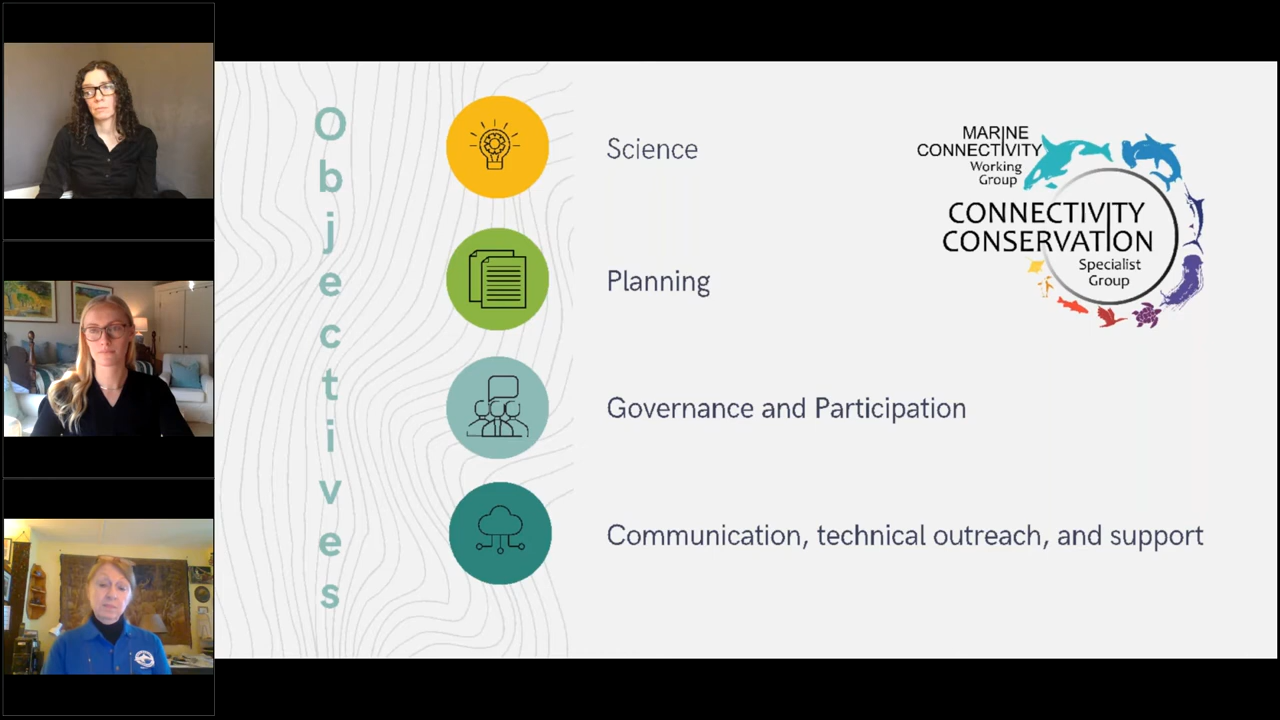 Objectives
Science
Planning
Governance and Participation
Communication, technical outreach, and support
MARINE
CONNECTIVITY
Working
Group
CONNECTIVITY
CONSERVATION
Specialist
Group